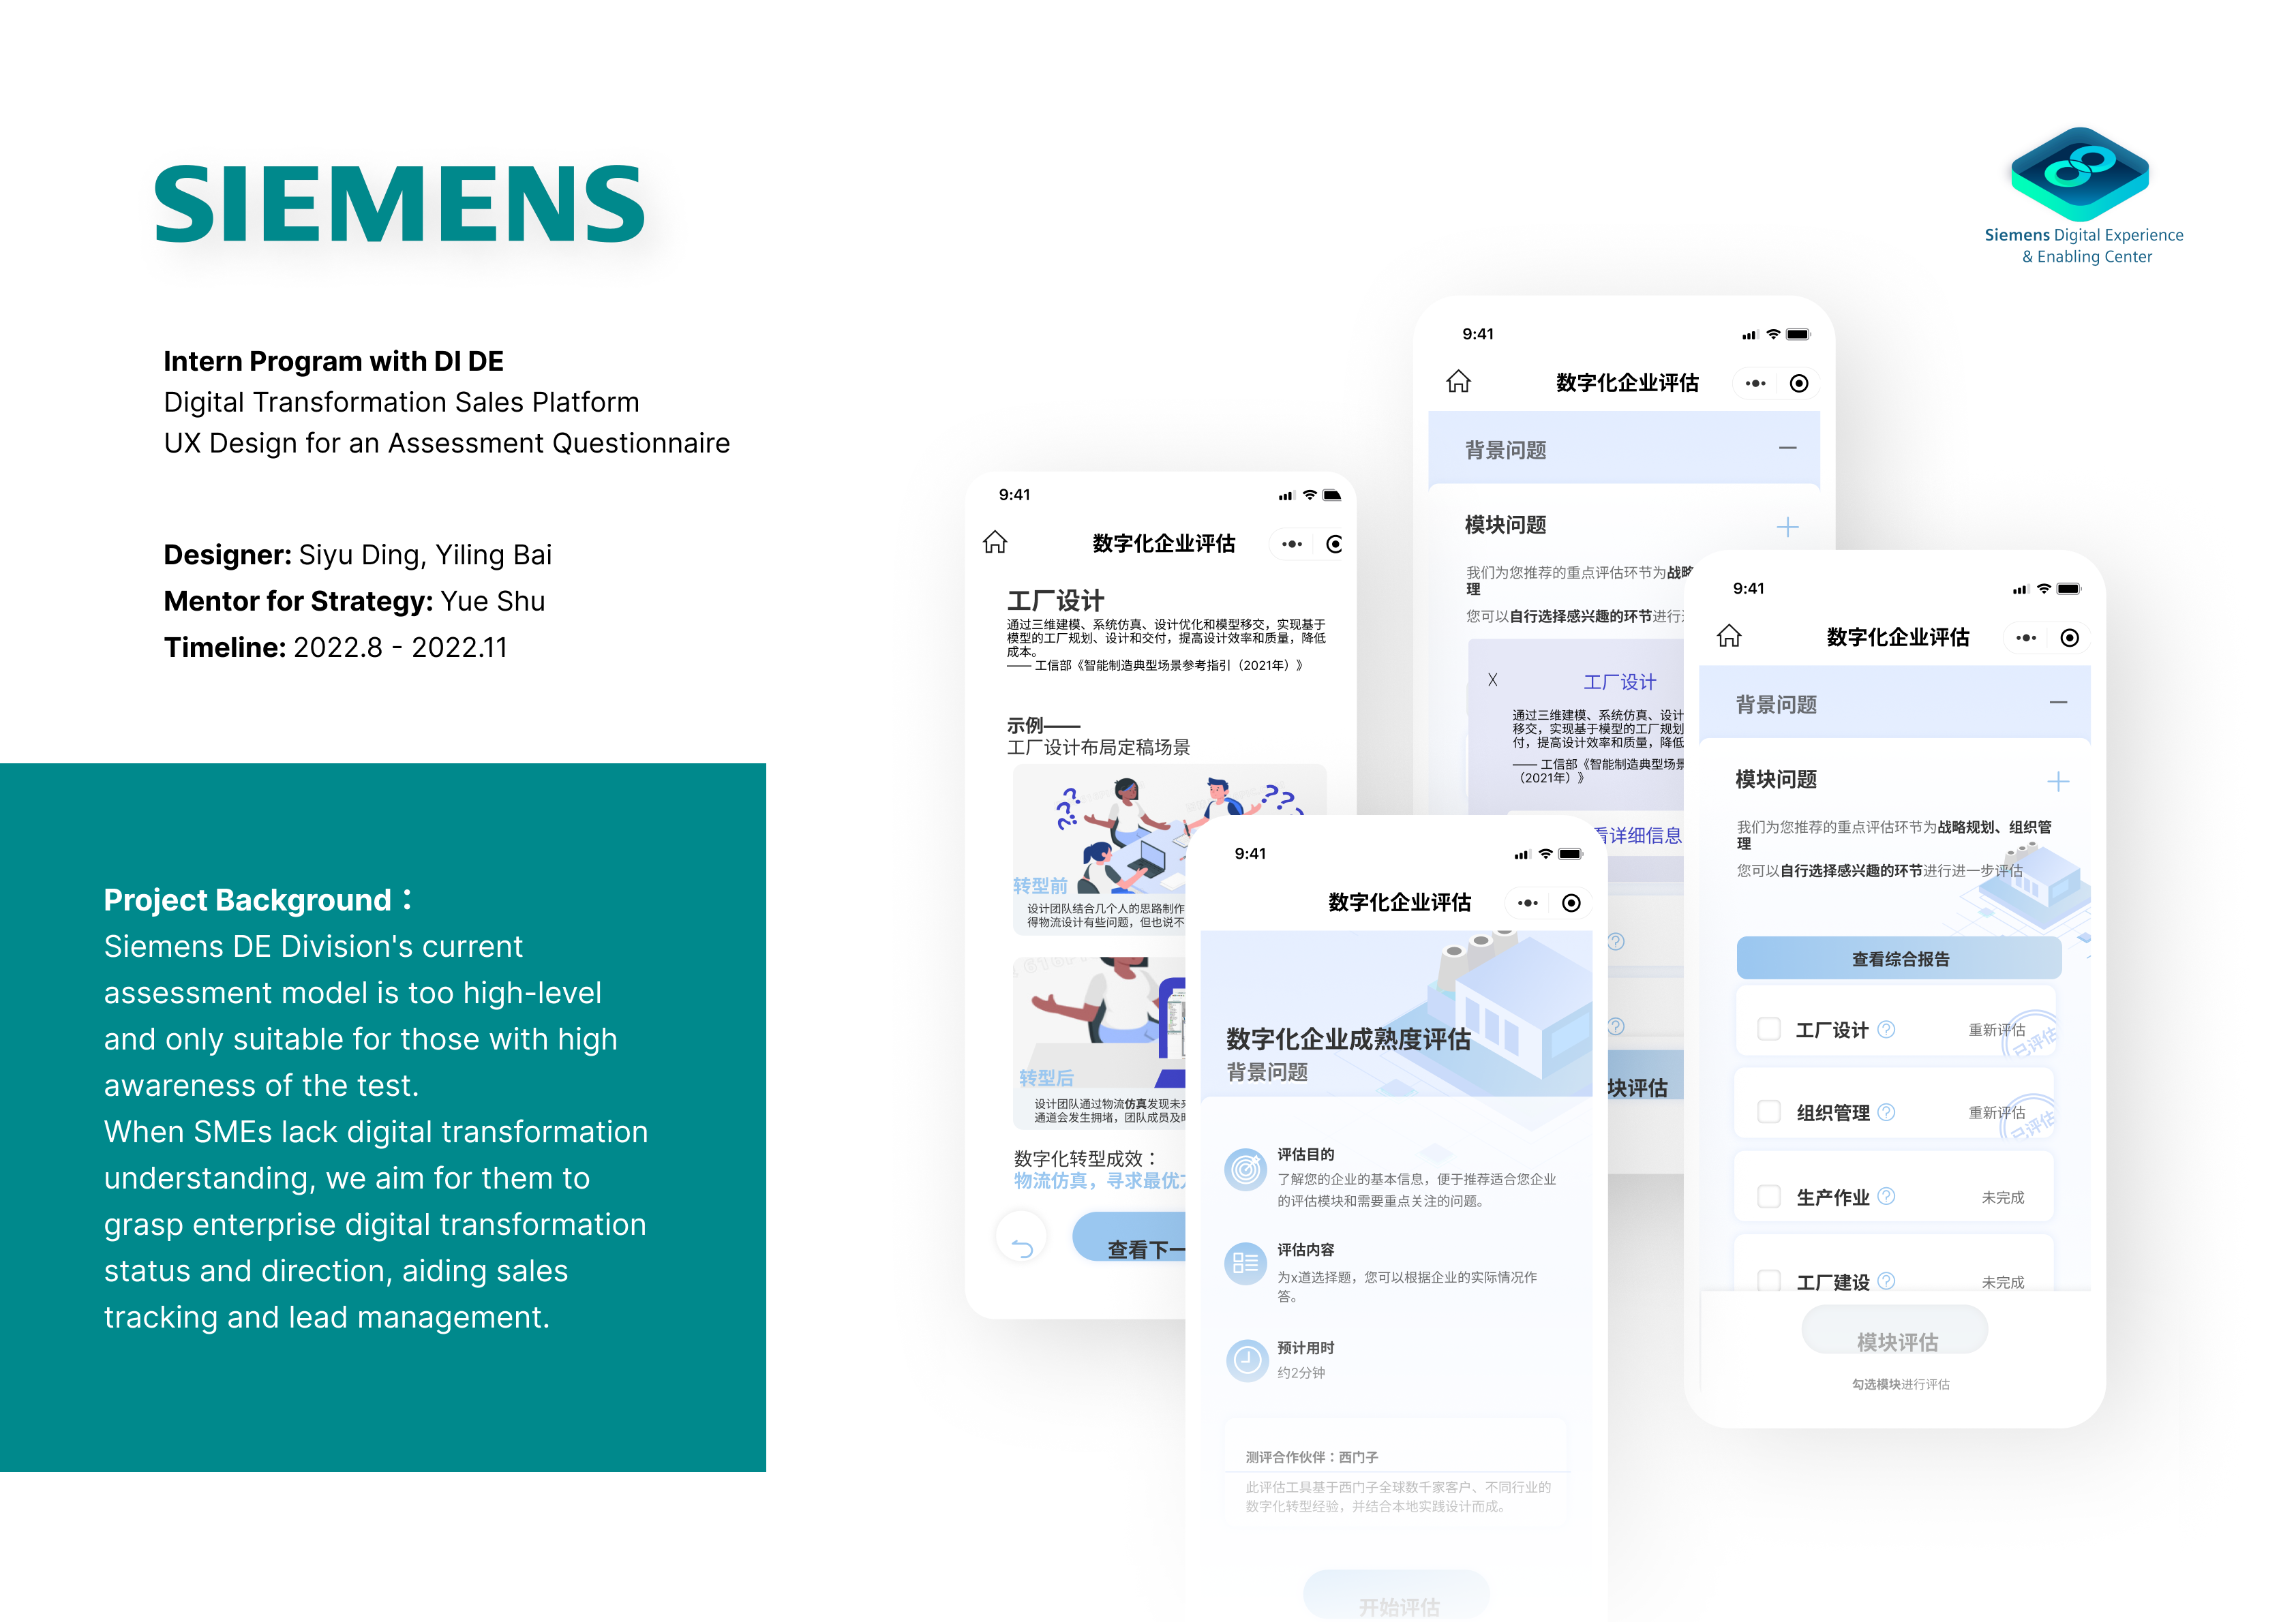 SIEMENS
Siemens Digital Experience
& Enabling Center
Intern Program with DI DE
Digital Transformation Sales Platform
UX Design for an Assessment Questionnaire
Designer: Siyu Ding, Yiling Bai
Mentor for Strategy: Yue Shu
Timeline: 2022.8 - 2022.11
Project Background：
Siemens DE Division's current
assessment model is too high-level
and only suitable for those with high
awareness of the test.
When SMEs lack digital transformation
understanding, we aim for them to
grasp enterprise digital transformation
status and direction, aiding sales
tracking and lead management.
9:41
数字化企业评估
工厂设计
通过三维建模、系统仿真、设计优化和模型移交，实现基于
模型的工厂规划、设计和交付，提高设计效率和质量，降低
成本。
—— 工信部《智能制造典型场景参考指引（2021年）》
示例——
工厂设计布局定稿场景
???
???
转型前
设计团队结合几个人的思路制作
得物流设计有些问题，但也说不
转型后
设计团队通过物流仿真发现未来
通道会发生拥堵，团队成员及时
数字化转型成效：
物流仿真，寻求最优
查看下一
9:41
数字化企业评估
背景问题
模块问题
我们为您推荐的重点评估环节为战略
理
您可以自行选择感兴趣的环节进行
X
工厂设计
通过三维建模、系统仿真、设计
移交，实现基于模型的工厂规划
付，提高设计效率和质量，降低
—— 工信部《智能制造典型场景
（2021年）》
看详细信息
?
?
块评估
9:41
数字化企业评估
数字化企业成熟度评估
背景问题
评估目的
了解您的企业的基本信息，便于推荐适合您企业
的评估模块和需要重点关注的问题。
评估内容
为x道选择题，您可以根据企业的实际情况作
答。
预计用时
约2分钟
测评合作伙伴：西门子
此评估工具基于西门子全球数千家客户、不同行业的
数字化转型经验，并结合本地实践设计而成。
开始评估
9:41
数字化企业评估
背景问题
模块问题
我们为您推荐的重点评估环节为战略规划、组织管
理
您可以自行选择感兴趣的环节进行进一步评估
查看综合报告
工厂设计 ? 重新评估 已评估
组织管理 ? 重新评估 已评估
生产作业 ? 未完成
工厂建设 ? 未完成
模块评估
勾选模块进行评估